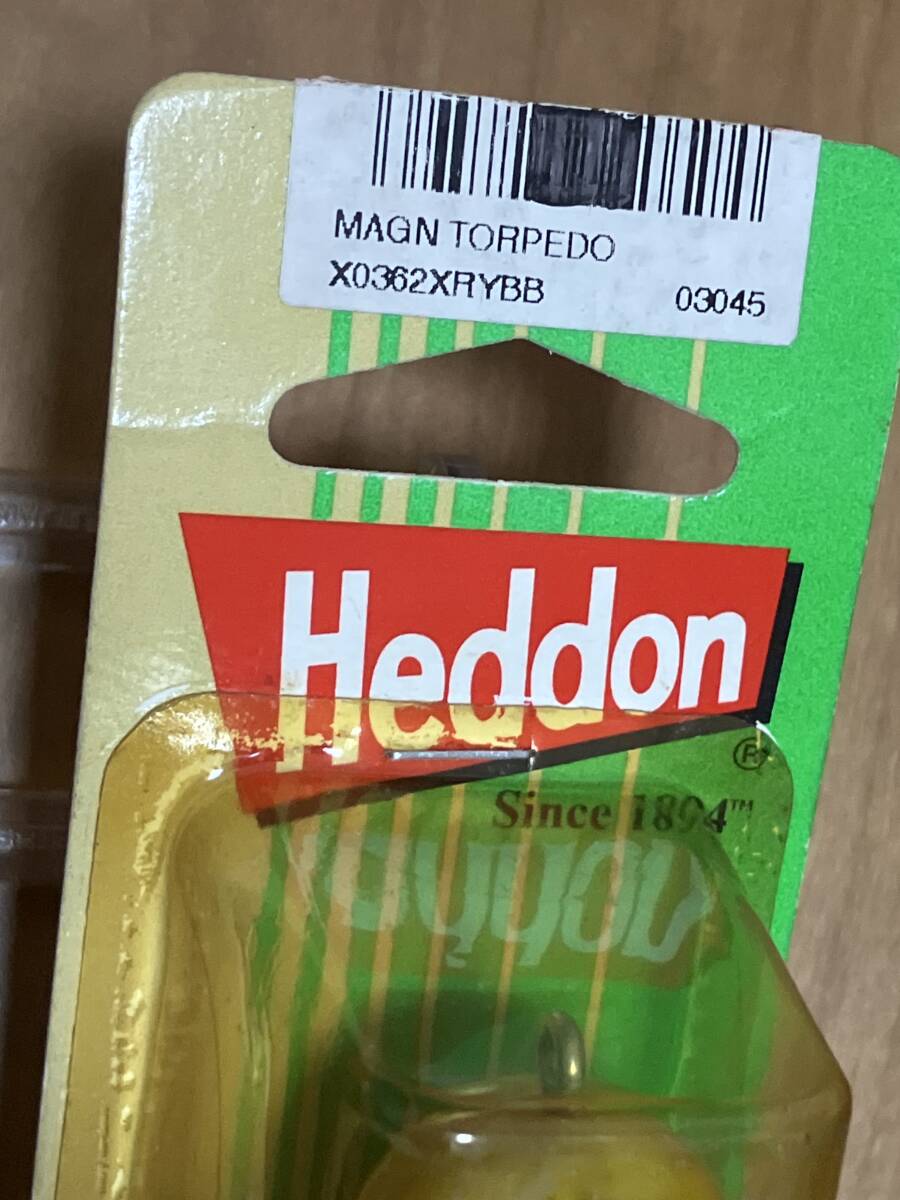 MAGN TORPEDO
X0362XRYBB 03045
Heddon
®
Since 1894™